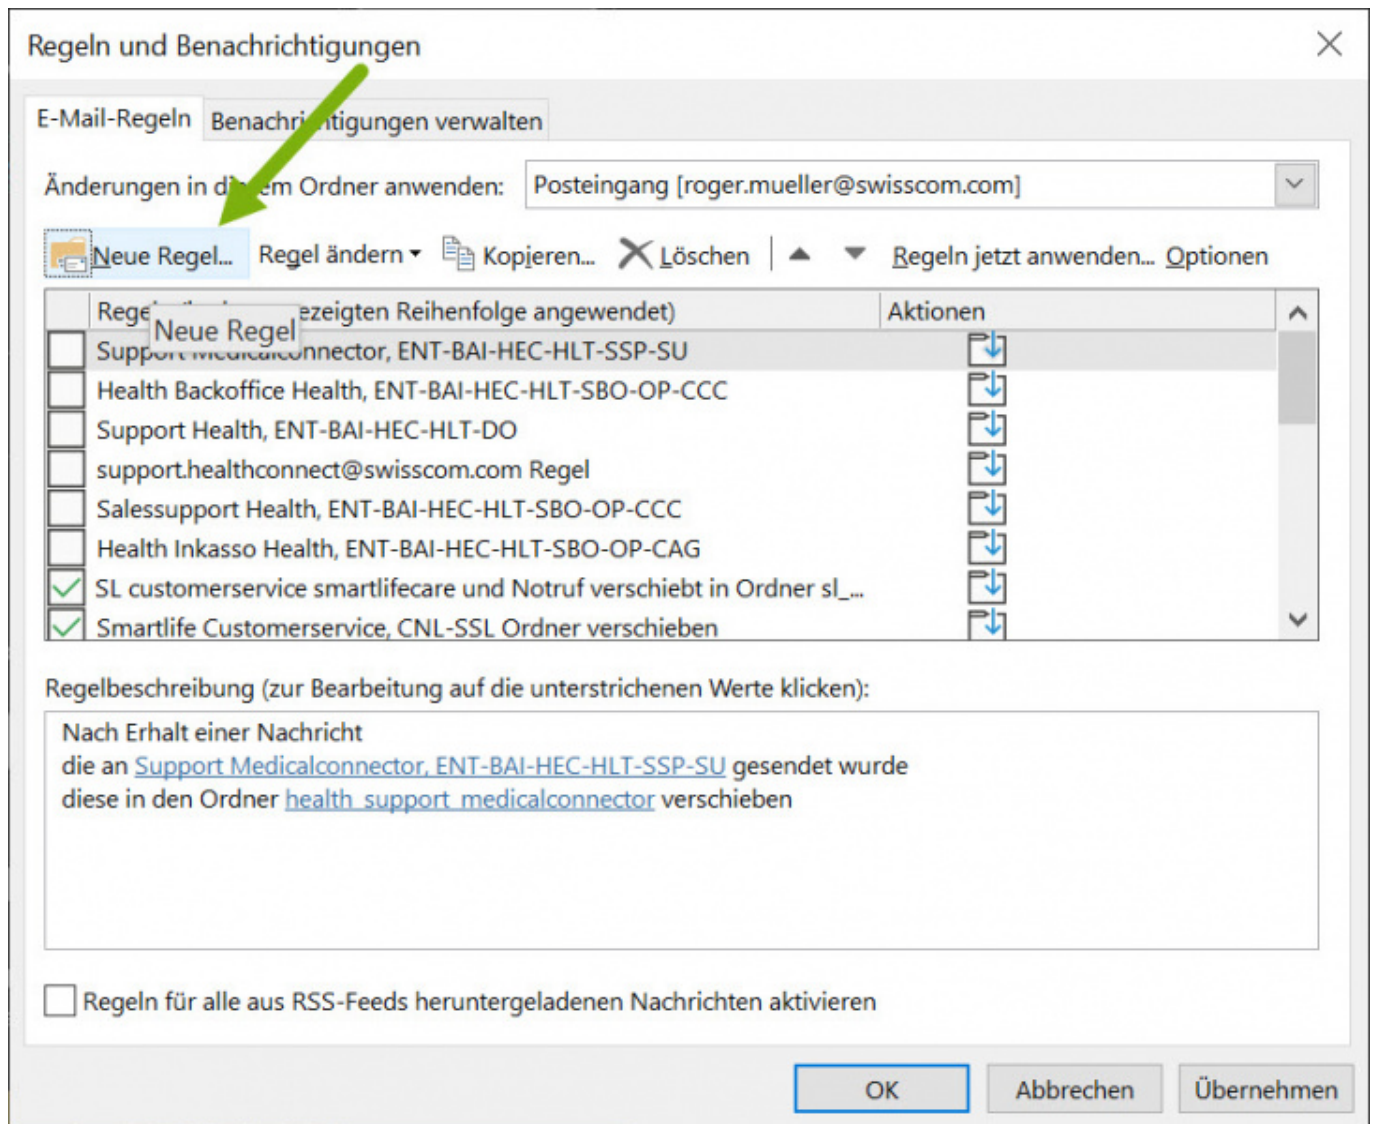 Regeln und Benachrichtigungen
E-Mail-Regeln Benachrichtigungen verwalten
Änderungen in diesem Ordner anwenden: Posteingang [roger.mueller@swisscom.com]
Neue Regel... Regel ändern Kopieren... Löschen Regeln jetzt anwenden... Optionen
ezeigten Reihenfolge angewendet) Aktionen
Neue Regel
Support Medicalconnector, ENT-BAI-HEC-HLT-SSP-SU
Health Backoffice Health, ENT-BAI-HEC-HLT-SBO-OP-CCC
Support Health, ENT-BAI-HEC-HLT-DO
support.healthconnect@swisscom.com Regel
Salessupport Health, ENT-BAI-HEC-HLT-SBO-OP-CCC
Health Inkasso Health, ENT-BAI-HEC-HLT-SBO-OP-CAG
SL customerservice smartlifecare und Notruf verschiebt in Ordner sl_...
Smartlife Customerservice, CNL-SSL Ordner verschieben
Regelbeschreibung (zur Bearbeitung auf die unterstrichenen Werte klicken):
Nach Erhalt einer Nachricht
die an Support Medicalconnector, ENT-BAI-HEC-HLT-SSP-SU gesendet wurde
diese in den Ordner health_support_medicalconnector verschieben
Regeln für alle aus RSS-Feeds heruntergeladenen Nachrichten aktivieren
OK Abbrechen Übernehmen